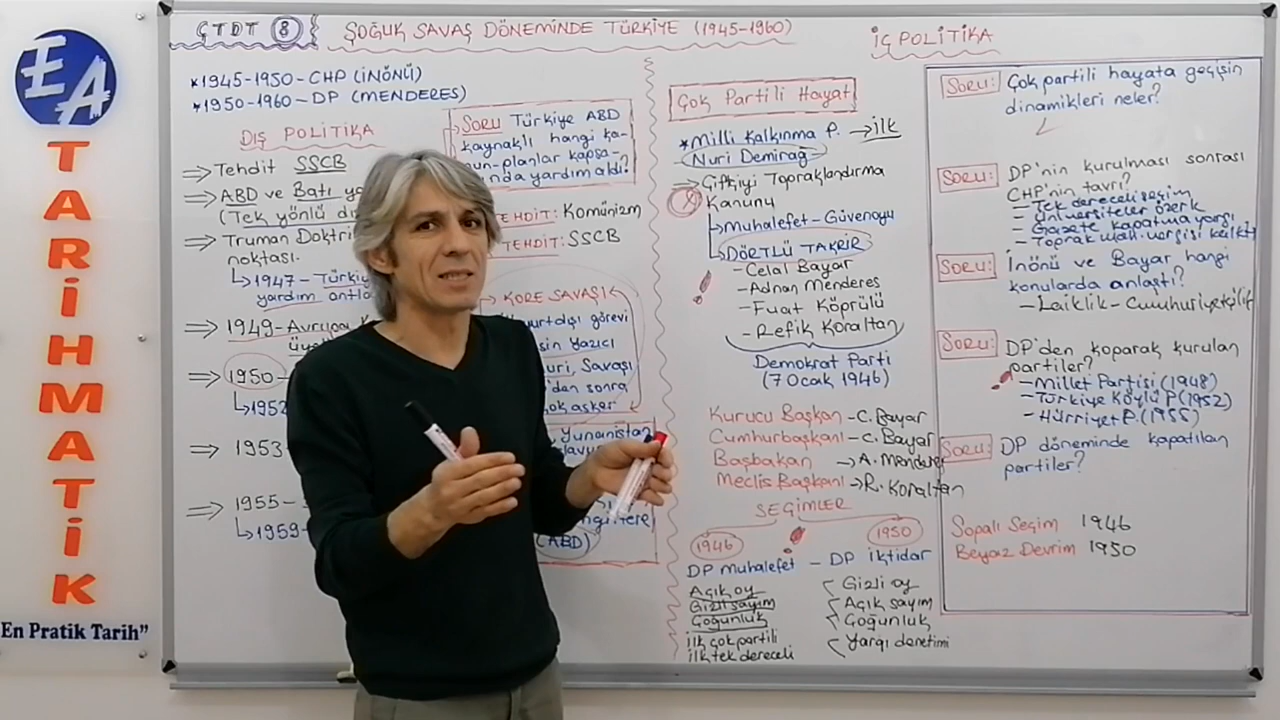 EA
TARİHMATİK
En Pratik Tarih”
ÇTDT 8
SOĞUK SAVAŞ DÖNEMİNDE TÜRKİYE (1945-1960)
İÇ POLİTİKA
*1945-1950-CHP (İNÖNÜ)
*1950-1960-DP (MENDERES)
DIŞ POLİTİKA
⇒ Tehdit SSCB
⇒ ABD ve Batı
(Tek yönlü
⇒ Truman
noktası.
↳1947-
yardım
⇒ 1949-Avrupa
⇒ 1950-
↳1952
⇒ 1953-
⇒ 1955-
↳1959-
SORU Türkiye ABD
kaynaklı hangi ka-
nun-planlar kapsa-
nda yardım aldı?
TEHDİT: Komünizm
TEHDİT: SSCB
KORE SAVAŞI
yurtdışı görevi
Yazıcı
Savaşı
'den sonra
çok asker
Yunanistan
(ABD)
Çok Partili Hayat
*Milli Kalkınma P. → ilk
Nuri Demirağ
⇒ Çiftçiyi Topraklandırma
Kanunu
↳Muhalefet-Güvenoyu
↳DÖRTLÜ TAKRİR
- Celal Bayar
- Adnan Menderes
- Fuat Köprülü
- Refik Koraltan
Demokrat Parti
(7 Ocak 1946)
Kurucu Başkan - C. Bayar
Cumhurbaşkanı - C. Bayar
Başbakan → A. Menderes
Meclis Başkanı → R. Koraltan
SEÇİMLER
1946
1950
DP muhalefet - DP iktidar
Açık oy
Gizli sayım
Çoğunluk
ilk çok partili
ilk tek dereceli
Gizli oy
Açık sayım
Çoğunluk
Yargı denetimi
SORU: Çok partili hayata geçişin
dinamikleri neler?
SORU: DP'nin kurulması sonrası
CHP'nin tavrı?
- Tek dereceli seçim
- Üniversiteler özerk
- Gazete kapatma yargı
- Toprak mah. vergisi kalktı
SORU: İnönü ve Bayar hangi
konularda anlaştı?
- Laiklik - Cumhuriyetçilik
SORU: DP'den koparak kurulan
partiler?
- Millet Partisi (1948)
- Türkiye Köylü P (1952)
- Hürriyet P. (1955)
SORU: DP döneminde kapatılan
partiler?
Sopalı Seçim 1946
Beyaz Devrim 1950